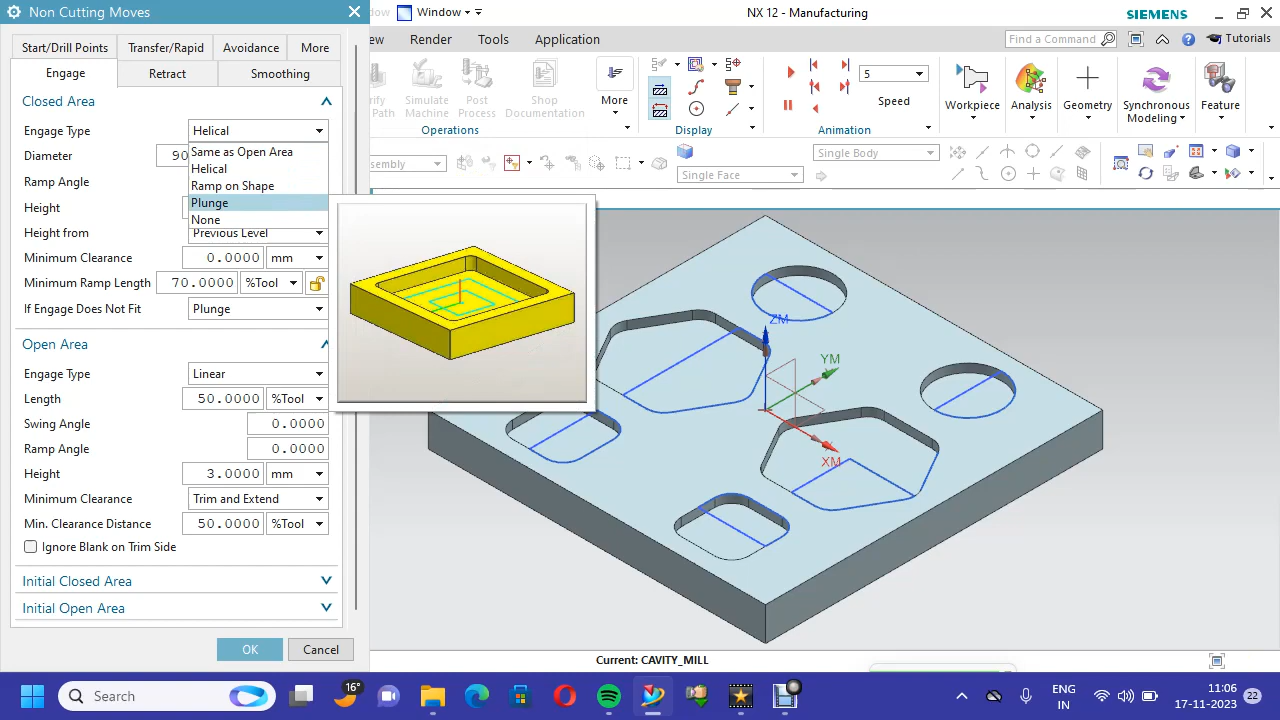 Non Cutting Moves
Window
NX 12 - Manufacturing
SIEMENS
Start/Drill Points
Transfer/Rapid
Avoidance
More
Engage
Retract
Smoothing
Render
Tools
Application
Find a Command
Tutorials
Simulate Machine
Post Process
Shop Documentation
More
5
Speed
Workpiece
Analysis
Geometry
Synchronous Modeling
Feature
Operations
Display
Animation
Single Body
Single Face
Closed Area
Engage Type
Helical
Same as Open Area
Helical
Ramp on Shape
Plunge
None
Diameter
90
Ramp Angle
Height
Height from
Previous Level
Minimum Clearance
0.0000
mm
Minimum Ramp Length
70.0000
%Tool
If Engage Does Not Fit
Plunge
Open Area
Engage Type
Linear
Length
50.0000
%Tool
Swing Angle
0.0000
Ramp Angle
0.0000
Height
3.0000
mm
Minimum Clearance
Trim and Extend
Min. Clearance Distance
50.0000
%Tool
Ignore Blank on Trim Side
Initial Closed Area
Initial Open Area
OK
Cancel
ZM
YM
XM
Current: CAVITY_MILL
Search
16°
ENG
IN
11:06
17-11-2023
22